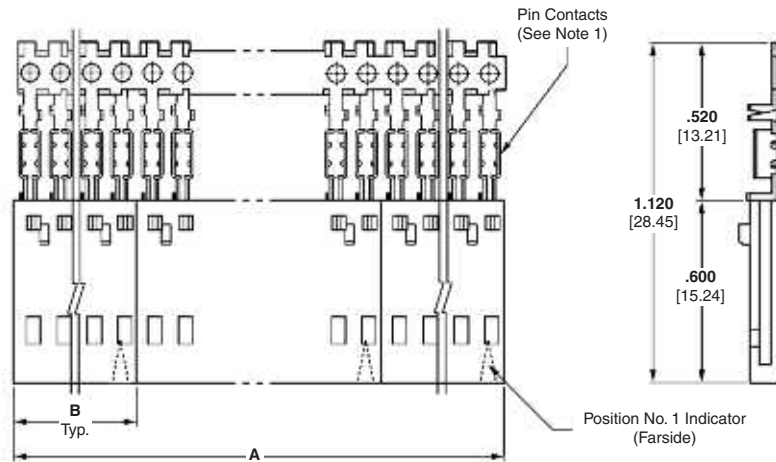 Pin Contacts
(See Note 1)
.520
[13.21]
1.120
[28.45]
.600
[15.24]
B
Typ.
A
Position No. 1 Indicator
(Farside)